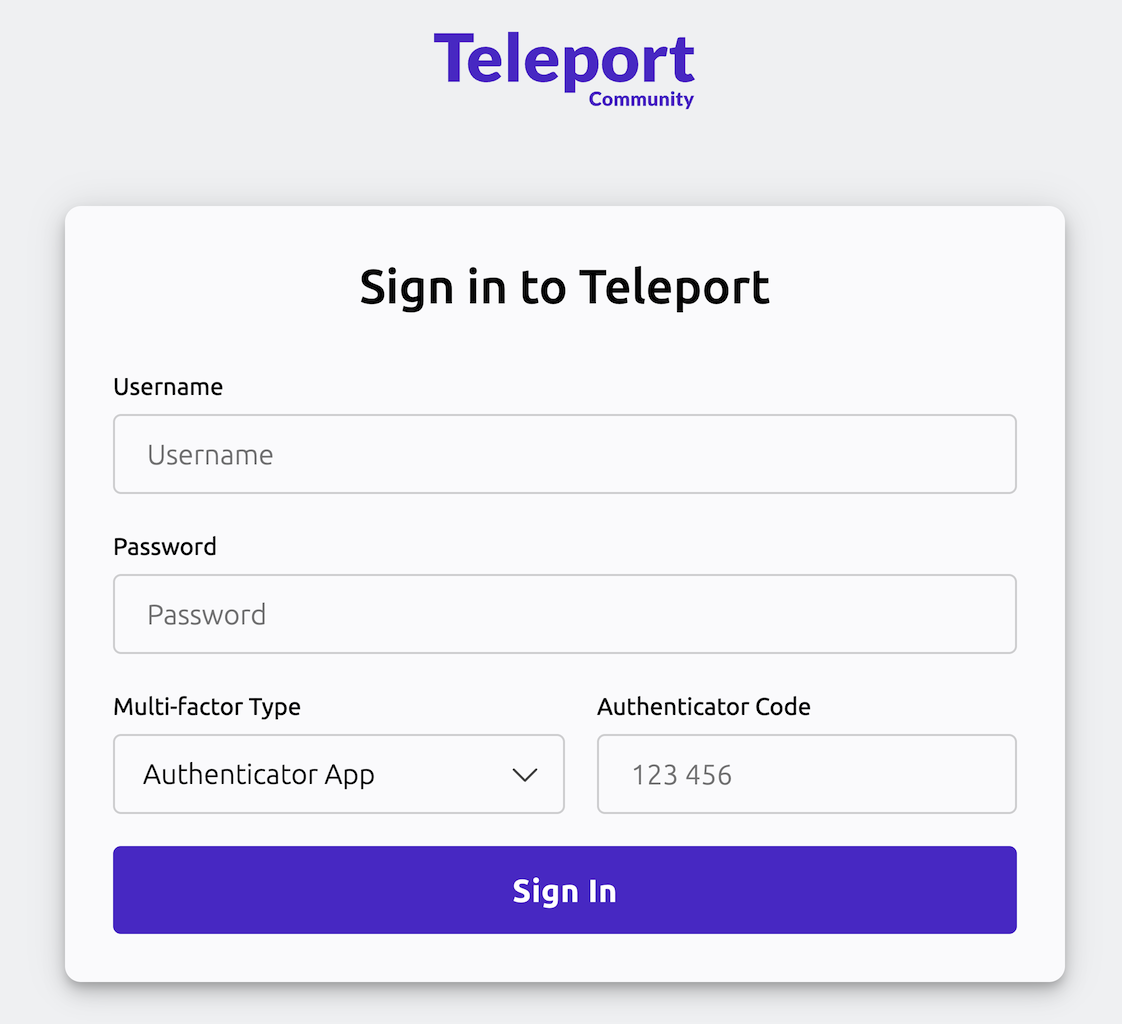 Teleport
Community
Sign in to Teleport
Username
Username
Password
Password
Multi-factor Type
Authenticator Code
Authenticator App
123 456
Sign In